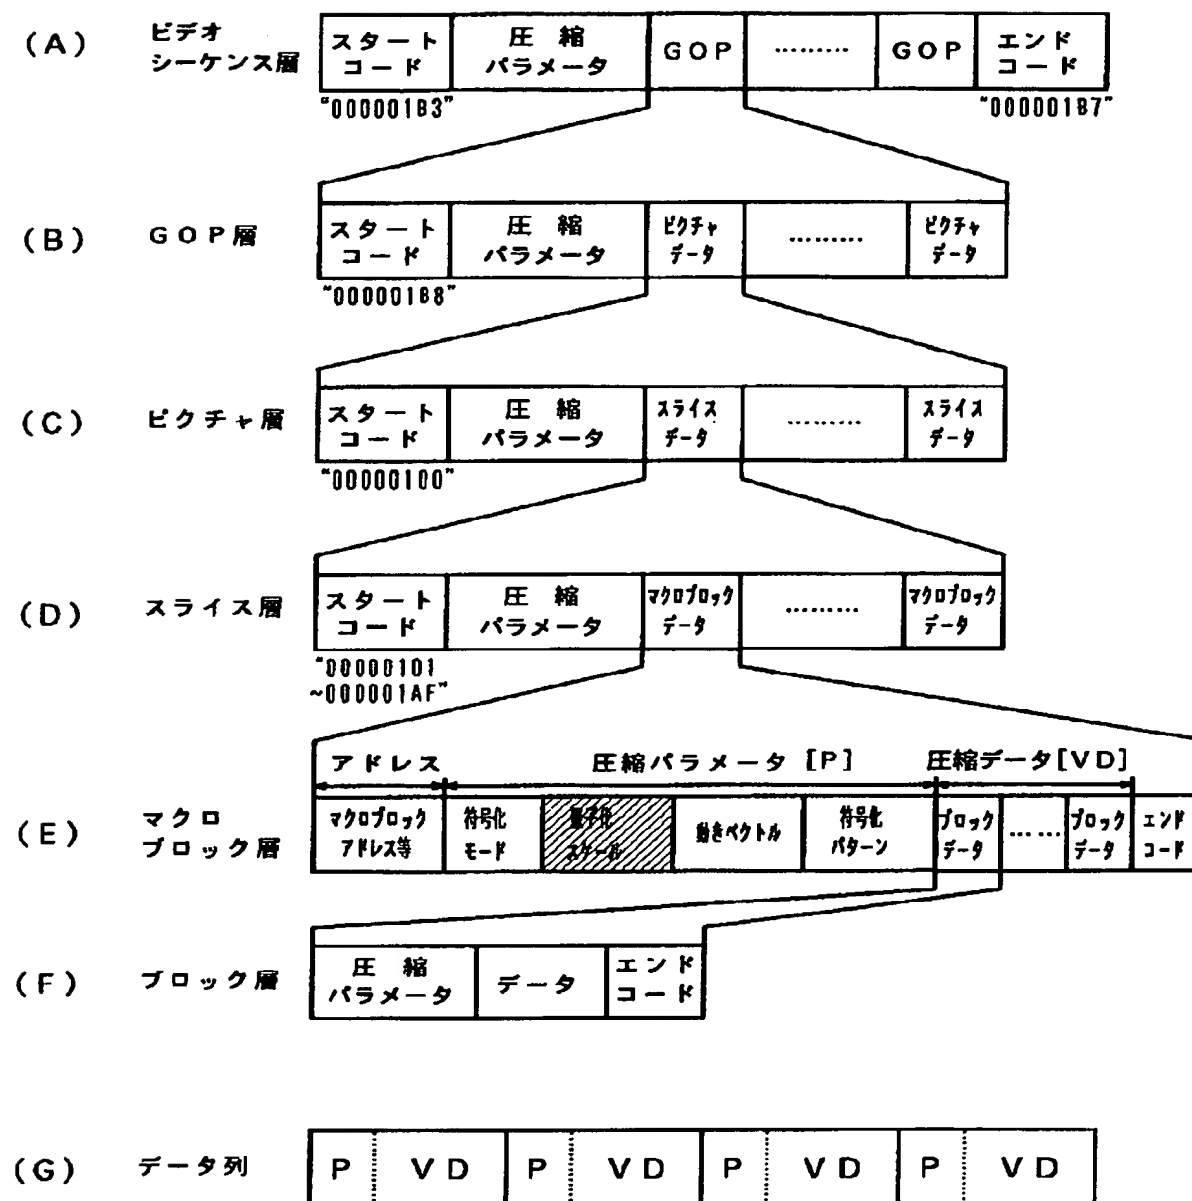 (A) ビデオ
シーケンス層
スタート
コード
圧縮
パラメータ
GOP
.........
GOP
エンド
コード
"000001B3"
"000001B7"
(B) GOP層
スタート
コード
圧縮
パラメータ
ピクチャ
データ
.........
ピクチャ
データ
"000001B8"
(C) ピクチャ層
スタート
コード
圧縮
パラメータ
スライス
データ
.........
スライス
データ
"00000100"
(D) スライス層
スタート
コード
圧縮
パラメータ
マクロブロック
データ
.........
マクロブロック
データ
"00000101
~000001AF"
アドレス
圧縮パラメータ [P]
圧縮データ[VD]
(E) マクロ
ブロック層
マクロブロック
アドレス等
符号化
モード
量子化
スケール
動きベクトル
符号化
パターン
ブロック
データ
......
ブロック
データ
エンド
コード
(F) ブロック層
圧縮
パラメータ
データ
エンド
コード
(G) データ列
P VD P VD P VD P VD